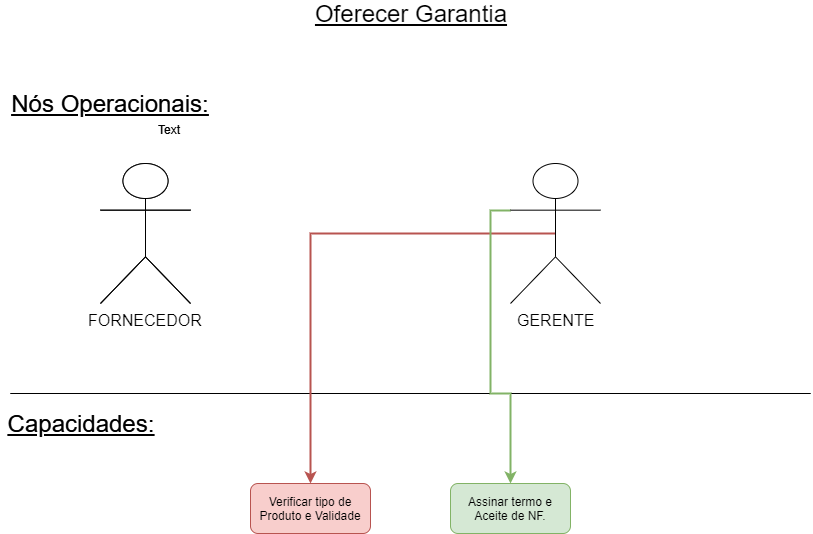 Oferecer Garantia
Nós Operacionais:
Text
FORNECEDOR
GERENTE
Capacidades:
Verificar tipo de
Produto e Validade
Assinar termo e
Aceite de NF.